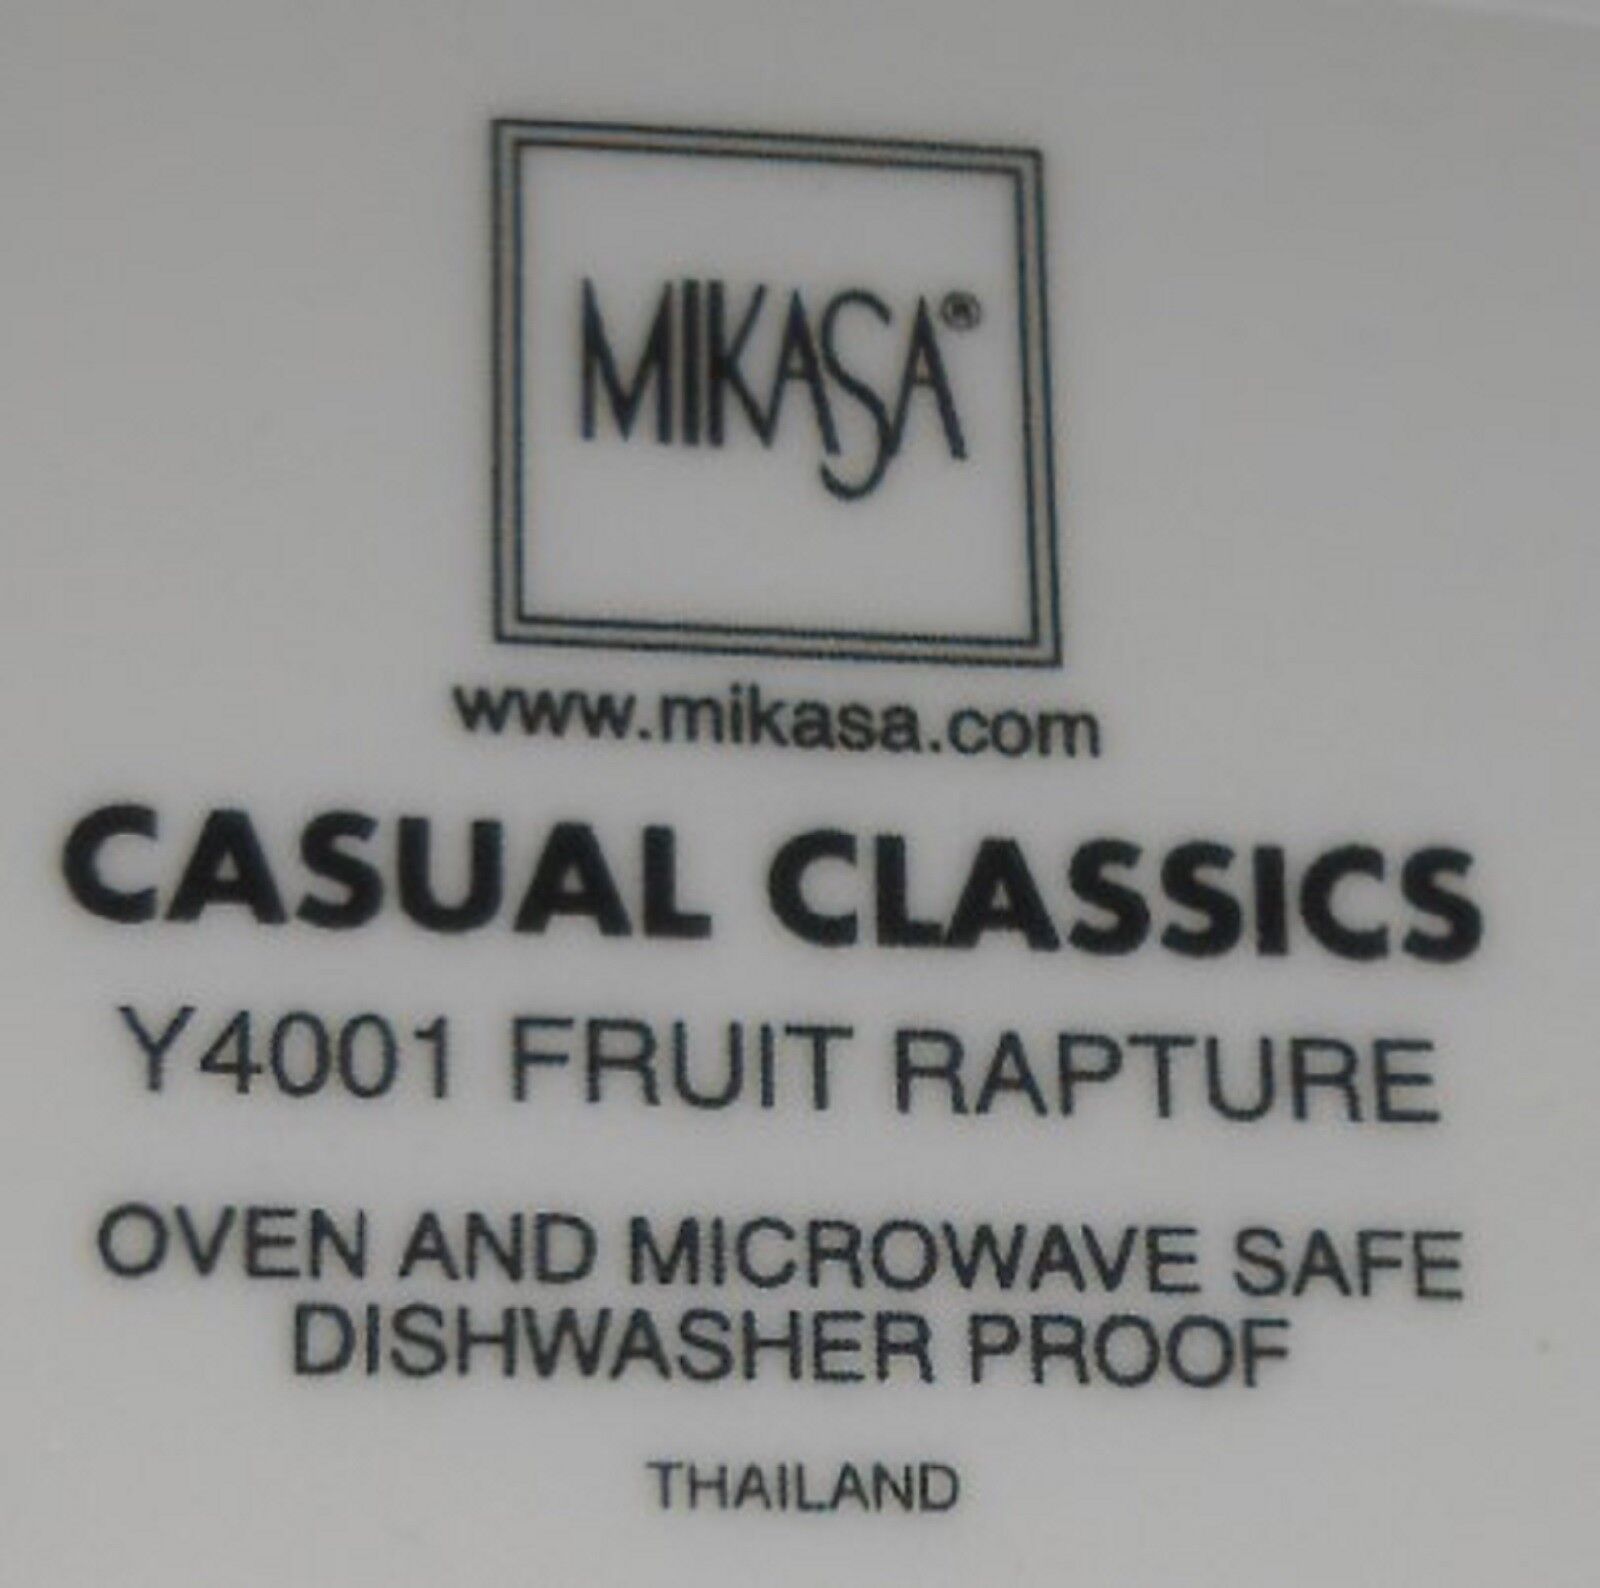 MIKASA®
www.mikasa.com
CASUAL CLASSICS
Y4001 FRUIT RAPTURE
OVEN AND MICROWAVE SAFE
DISHWASHER PROOF
THAILAND